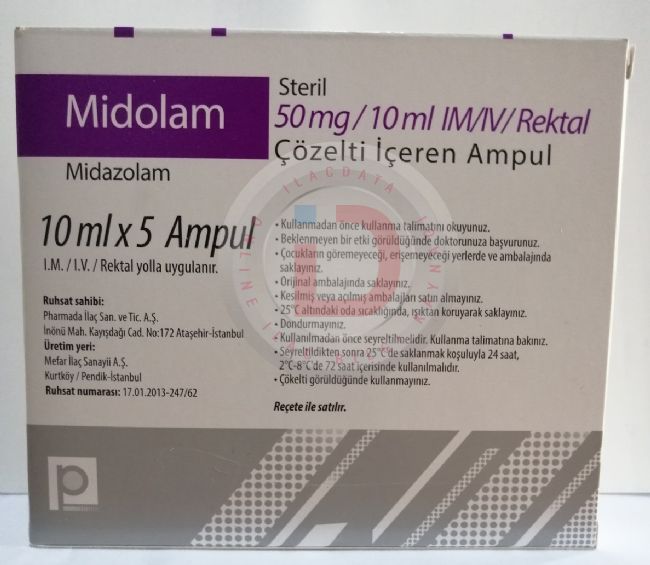 Midolam
Midazolam
Steril
50 mg / 10 ml IM/IV/ Rektal
Çözelti İçeren Ampul
10 ml x 5 Ampul
I.M. / I.V. / Rektal yolla uygulanır.
Ruhsat sahibi:
Pharmada İlaç San. ve Tic. A.Ş.
İnönü Mah. Kayışdağı Cad. No:172 Ataşehir-İstanbul
Üretim yeri:
Mefar İlaç Sanayii A.Ş.
Kurtköy / Pendik-İstanbul
Ruhsat numarası: 17.01.2013-247/62
• Kullanmadan önce kullanma talimatını okuyunuz.
• Beklenmeyen bir etki görüldüğünde doktorunuza başvurunuz.
• Çocukların göremeyeceği, erişemeyeceği yerlerde ve ambalajında
saklayınız.
• Orijinal ambalajında saklayınız.
• Kesilmiş veya açılmış ambalajları satın almayınız.
• 25°C altındaki oda sıcaklığında, ışıktan koruyarak saklayınız.
• Dondurmayınız.
• Kullanılmadan önce seyreltilmelidir. Kullanma talimatına bakınız.
• Seyreltildikten sonra 25°C'de saklanmak koşuluyla 24 saat,
2°C-8°C'de 72 saat içerisinde kullanılmalıdır.
• Çökelti görüldüğünde kullanmayınız.
Reçete ile satılır.
ILACDATA